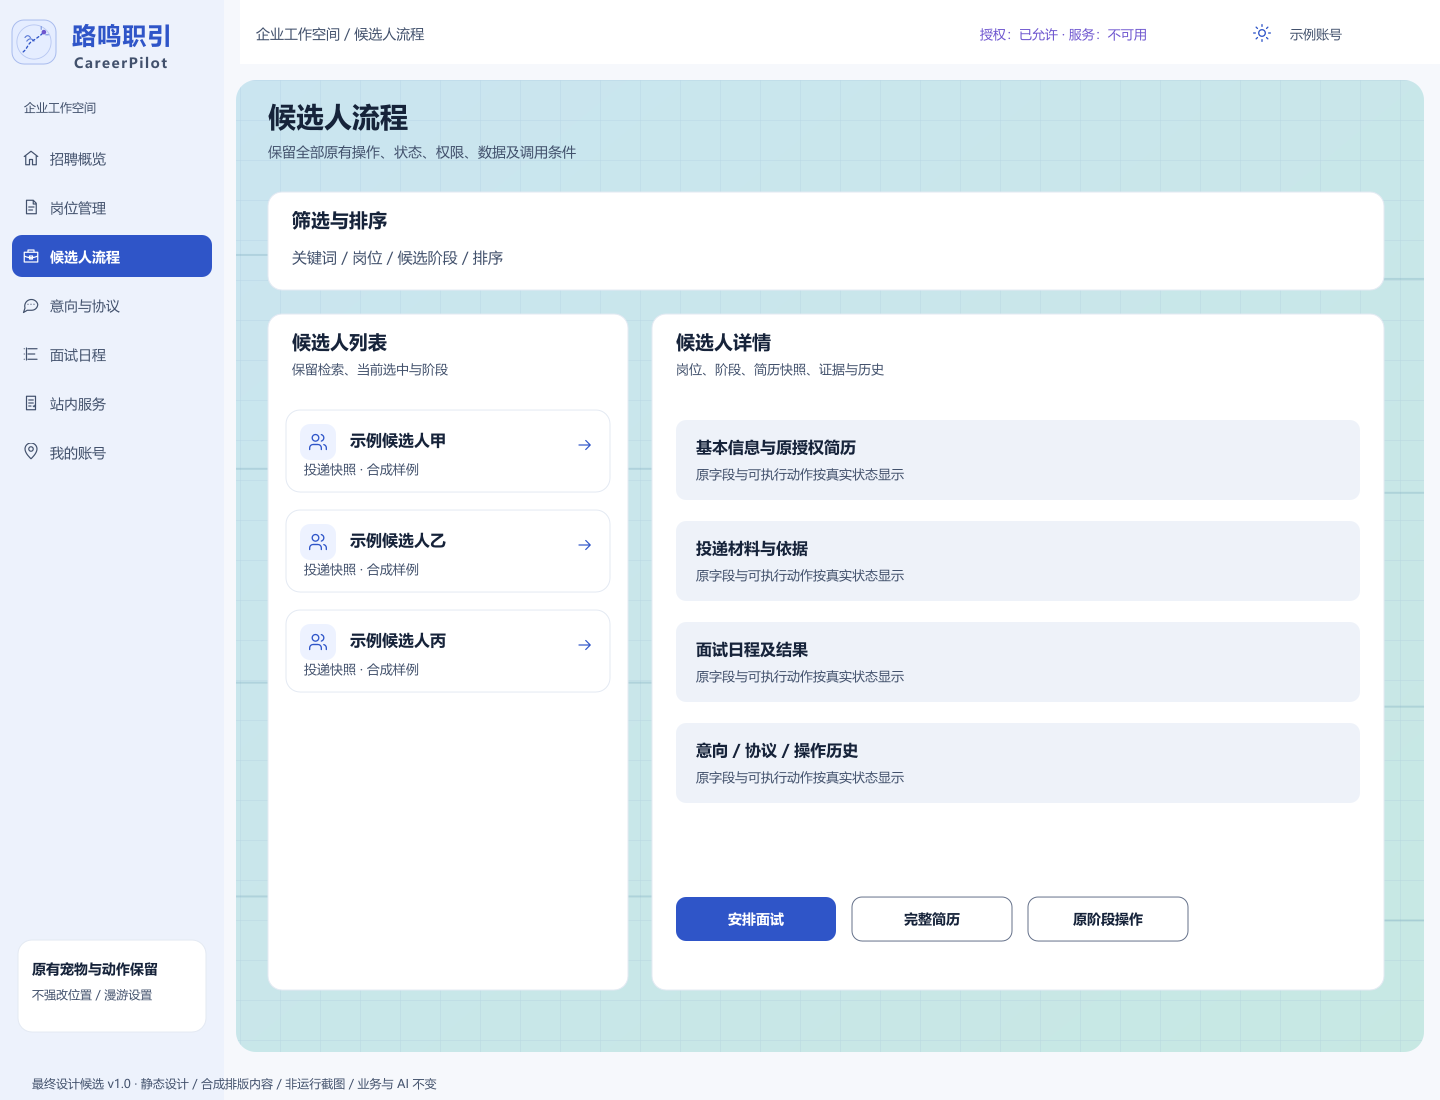 路鸣职引
CareerPilot
企业工作空间
招聘概览
岗位管理
候选人流程
意向与协议
面试日程
站内服务
我的账号
原有宠物与动作保留
不强改位置 / 漫游设置
企业工作空间 / 候选人流程
授权：已允许 · 服务：不可用
示例账号
候选人流程
保留全部原有操作、状态、权限、数据及调用条件
筛选与排序
关键词 / 岗位 / 候选阶段 / 排序
候选人列表
保留检索、当前选中与阶段
示例候选人甲
投递快照 · 合成样例
示例候选人乙
投递快照 · 合成样例
示例候选人丙
投递快照 · 合成样例
候选人详情
岗位、阶段、简历快照、证据与历史
基本信息与原授权简历
原字段与可执行动作按真实状态显示
投递材料与依据
原字段与可执行动作按真实状态显示
面试日程及结果
原字段与可执行动作按真实状态显示
意向 / 协议 / 操作历史
原字段与可执行动作按真实状态显示
安排面试
完整简历
原阶段操作
最终设计候选 v1.0 · 静态设计 / 合成排版内容 / 非运行截图 / 业务与 AI 不变